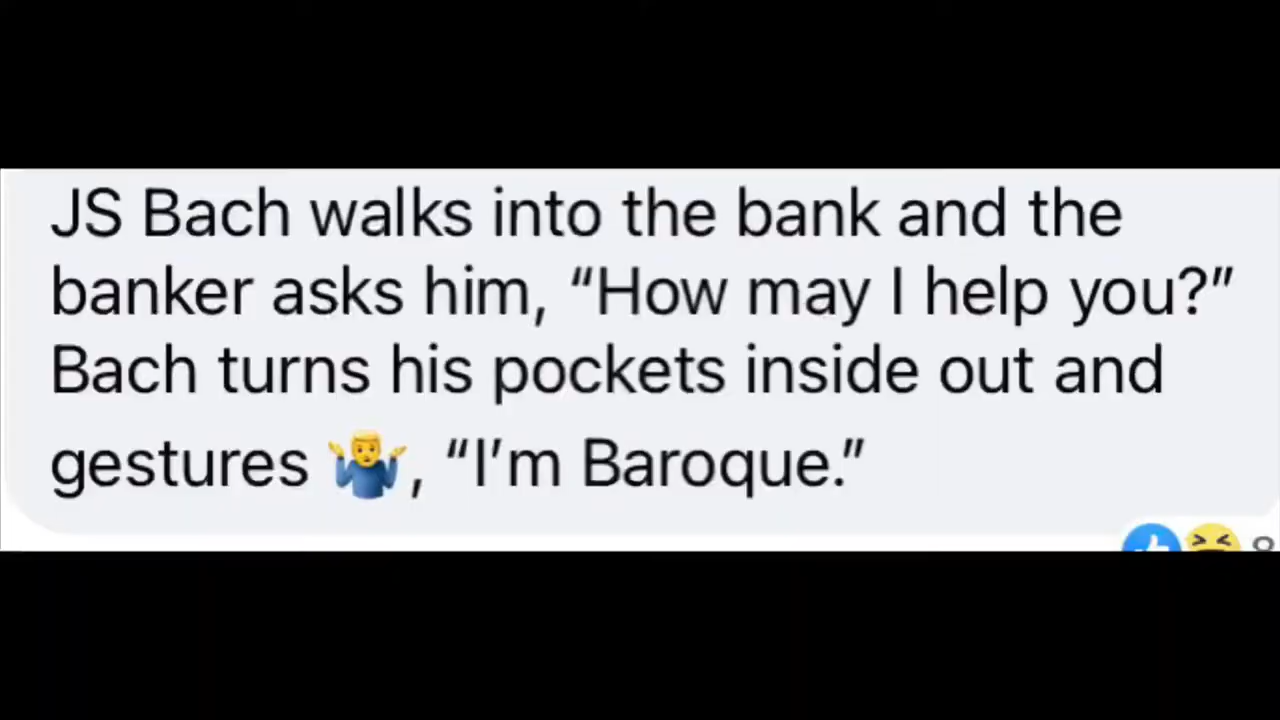 JS Bach walks into the bank and the
banker asks him, “How may I help you?”
Bach turns his pockets inside out and
gestures 🤷‍♂️, “I’m Baroque.”